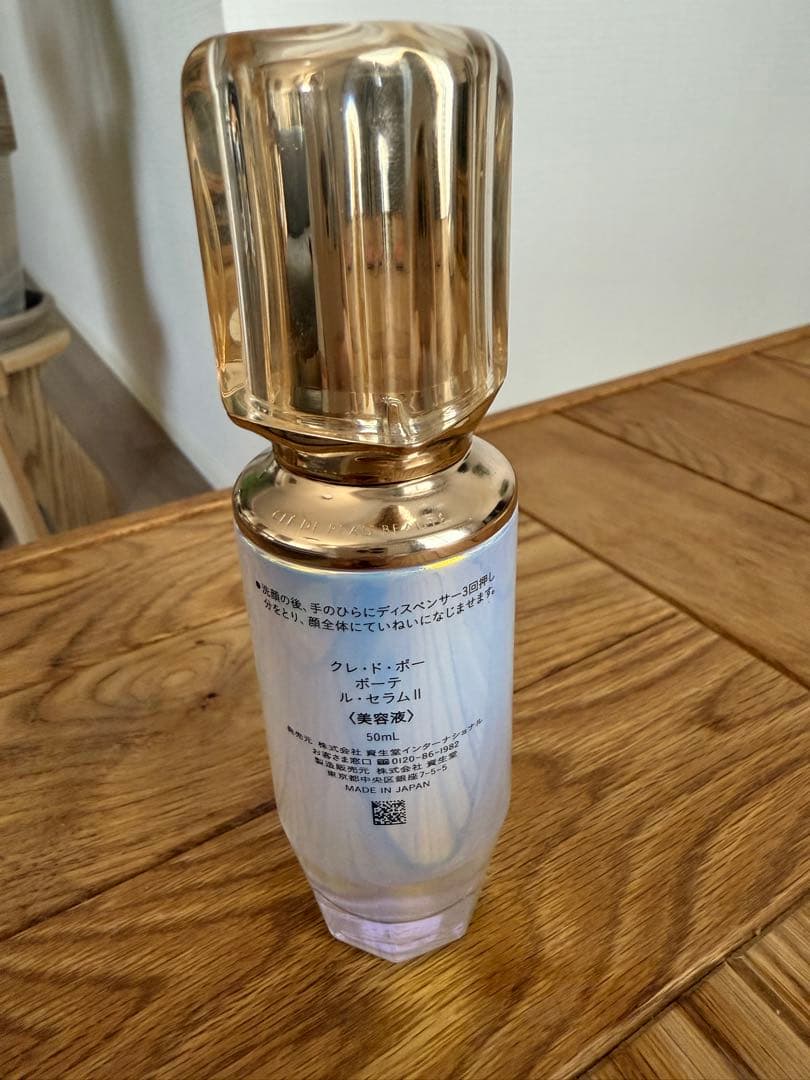 CLÉ DE PEAU BEAUTÉ
●洗顔の後、手のひらにディスペンサー3回押し
分をとり、顔全体にていねいになじませます。
クレ・ド・ポー
ボーテ
ル・セラムⅡ
〈美容液〉
50mL
発売元 株式会社 資生堂インターナショナル
お客さま窓口 ☎0120-86-1982
製造販売元 株式会社 資生堂
東京都中央区銀座7-5-5
MADE IN JAPAN